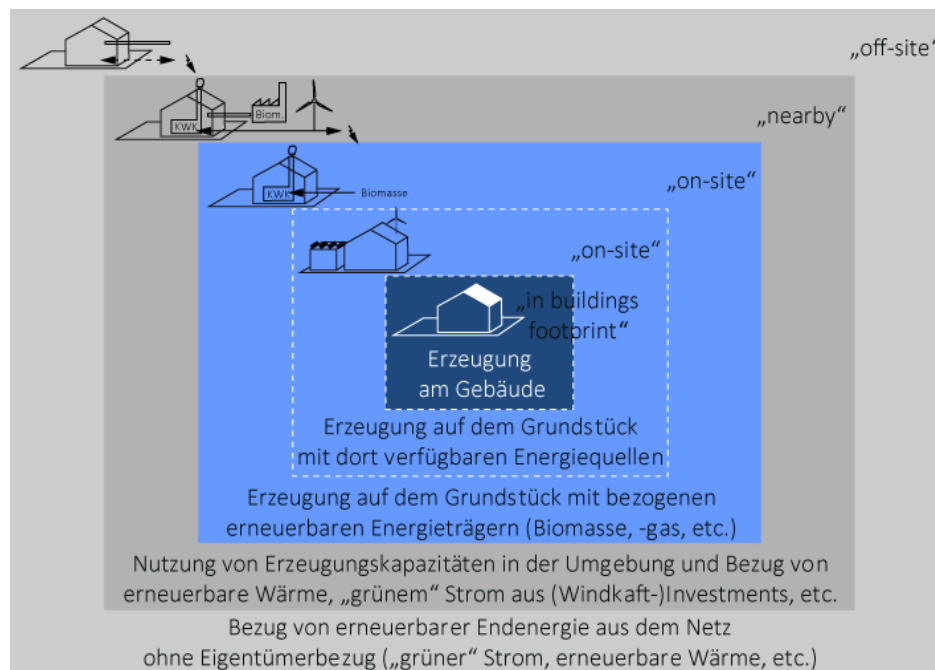 „off-site“
„nearby“
Biom.
KWK
„on-site“
KWK
Biomasse
„on-site“
„in buildings
footprint“
Erzeugung
am Gebäude
Erzeugung auf dem Grundstück
mit dort verfügbaren Energiequellen
Erzeugung auf dem Grundstück mit bezogenen
erneuerbaren Energieträgern (Biomasse, -gas, etc.)
Nutzung von Erzeugungskapazitäten in der Umgebung und Bezug von
erneuerbare Wärme, „grünem“ Strom aus (Windkaft-)Investments, etc.
Bezug von erneuerbarer Endenergie aus dem Netz
ohne Eigentümerbezug („grüner“ Strom, erneuerbare Wärme, etc.)